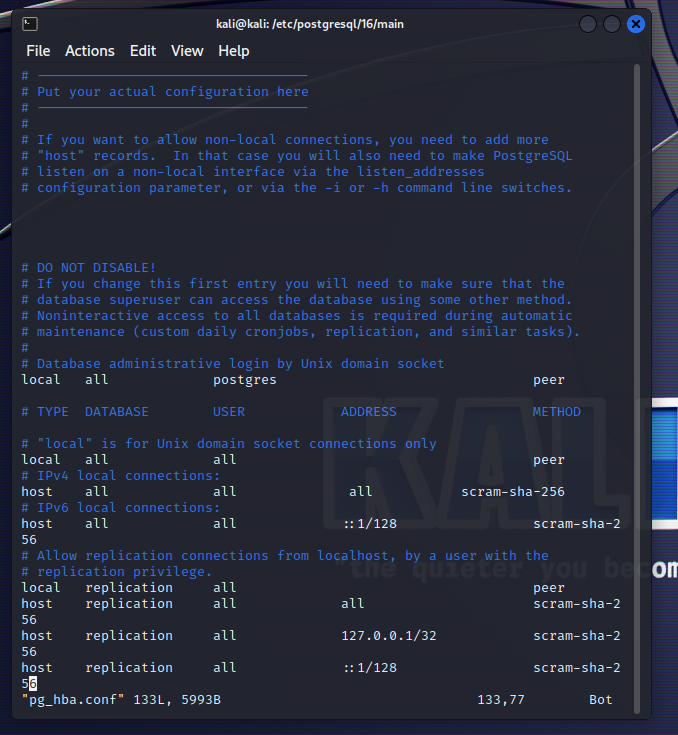 kali@kali: /etc/postgresql/16/main
File Actions Edit View Help
# ----------------------------------
# Put your actual configuration here
# ----------------------------------
#
# If you want to allow non-local connections, you need to add more
# "host" records.  In that case you will also need to make PostgreSQL
# listen on a non-local interface via the listen_addresses
# configuration parameter, or via the -i or -h command line switches.
# DO NOT DISABLE!
# If you change this first entry you will need to make sure that the
# database superuser can access the database using some other method.
# Noninteractive access to all databases is required during automatic
# maintenance (custom daily cronjobs, replication, and similar tasks).
#
# Database administrative login by Unix domain socket
local   all             postgres                                peer
# TYPE  DATABASE        USER            ADDRESS                 METHOD
# "local" is for Unix domain socket connections only
local   all             all                                     peer
# IPv4 local connections:
host    all             all              all           scram-sha-256
# IPv6 local connections:
host    all             all             ::1/128                 scram-sha-2
56
# Allow replication connections from localhost, by a user with the
# replication privilege.
local   replication     all                                     peer
host    replication     all             all                     scram-sha-2
56
host    replication     all             127.0.0.1/32            scram-sha-2
56
host    replication     all             ::1/128                 scram-sha-2
56
"pg_hba.conf" 133L, 5993B                                133,77        Bot
KALI
"the quieter you becom